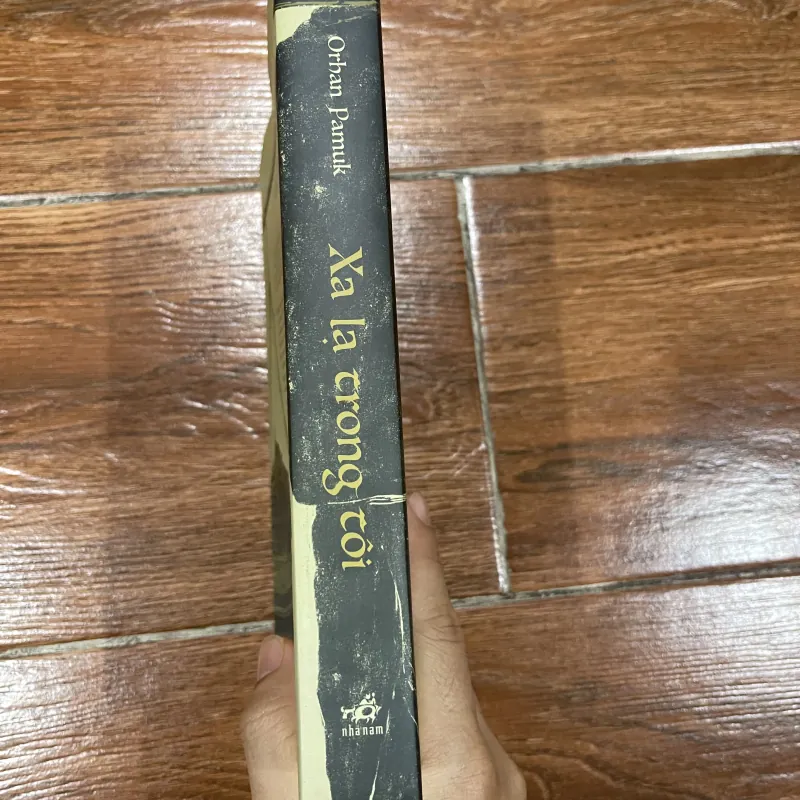 Orhan Pamuk
Xa lạ trong tôi
nhã nam